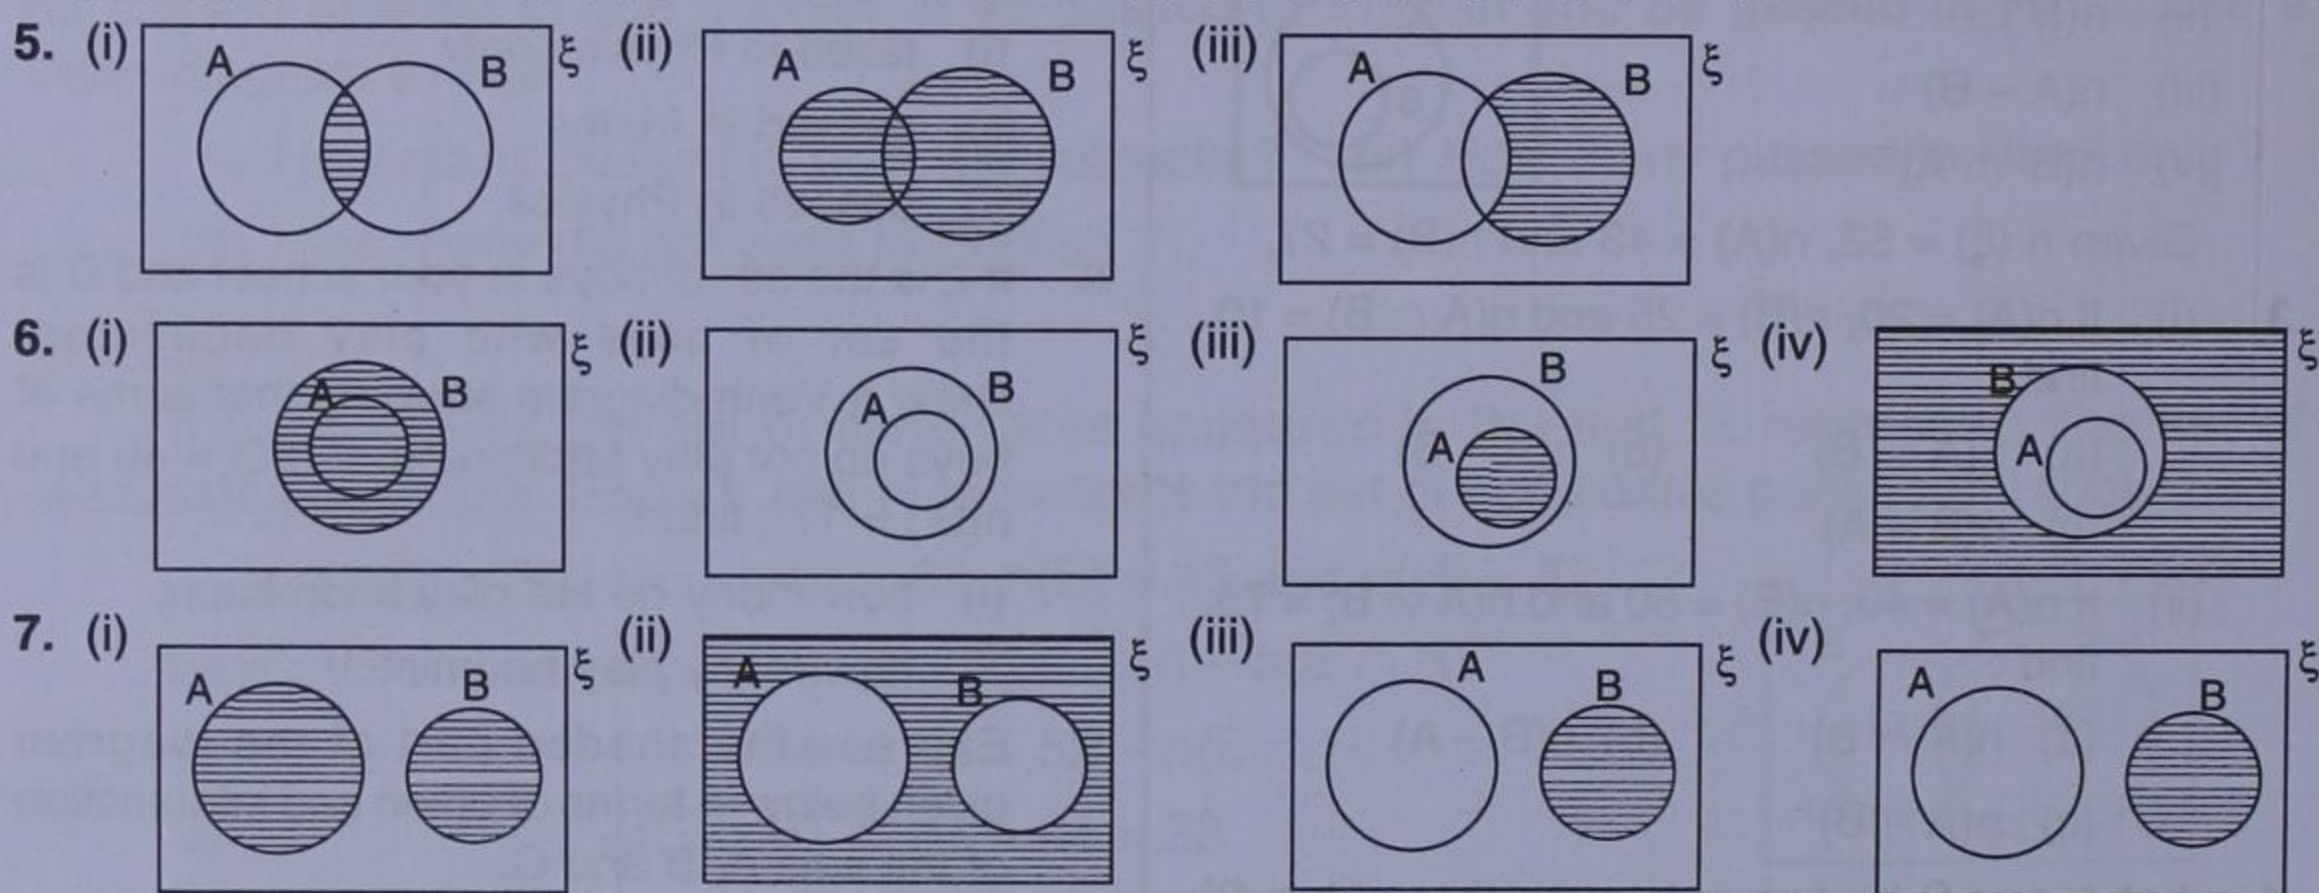 5. (i) A B ξ (ii) A B ξ (iii) A B ξ
6. (i) A B ξ (ii) A B ξ (iii) A B ξ (iv) B A ξ
7. (i) A B ξ (ii) A B ξ (iii) A B ξ (iv) A B ξ